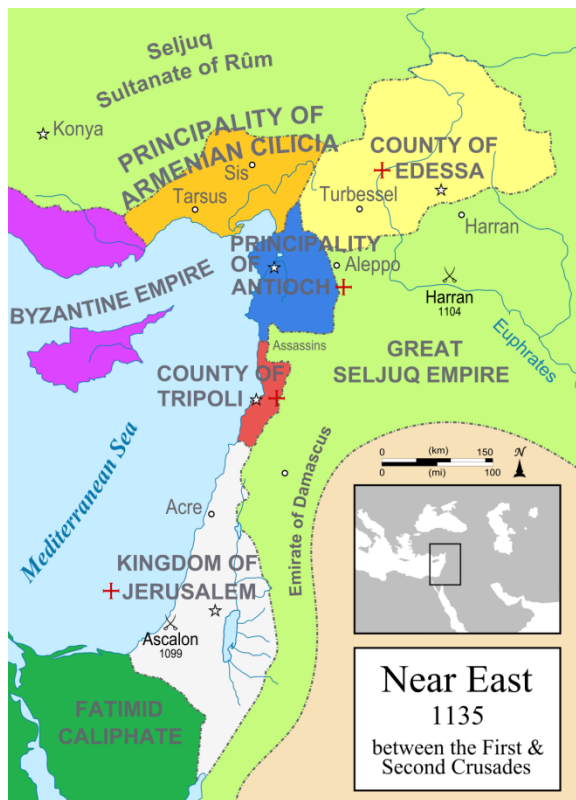 Seljuq
Sultanate of Rûm
Konya
PRINCIPALITY OF
ARMENIAN CILICIA
Sis
Tarsus
COUNTY OF
EDESSA
Turbessel
Harran
PRINCIPALITY
OF
ANTIOCH
Aleppo
Harran
1104
BYZANTINE EMPIRE
Euphrates
Assassins
GREAT
SELJUQ EMPIRE
COUNTY OF
TRIPOLI
Mediterranean Sea
Emirate of Damascus
0 (km) 150
0 (mi) 100
N
Acre
KINGDOM OF
JERUSALEM
Ascalon
1099
FATIMID
CALIPHATE
Near East
1135
between the First &
Second Crusades